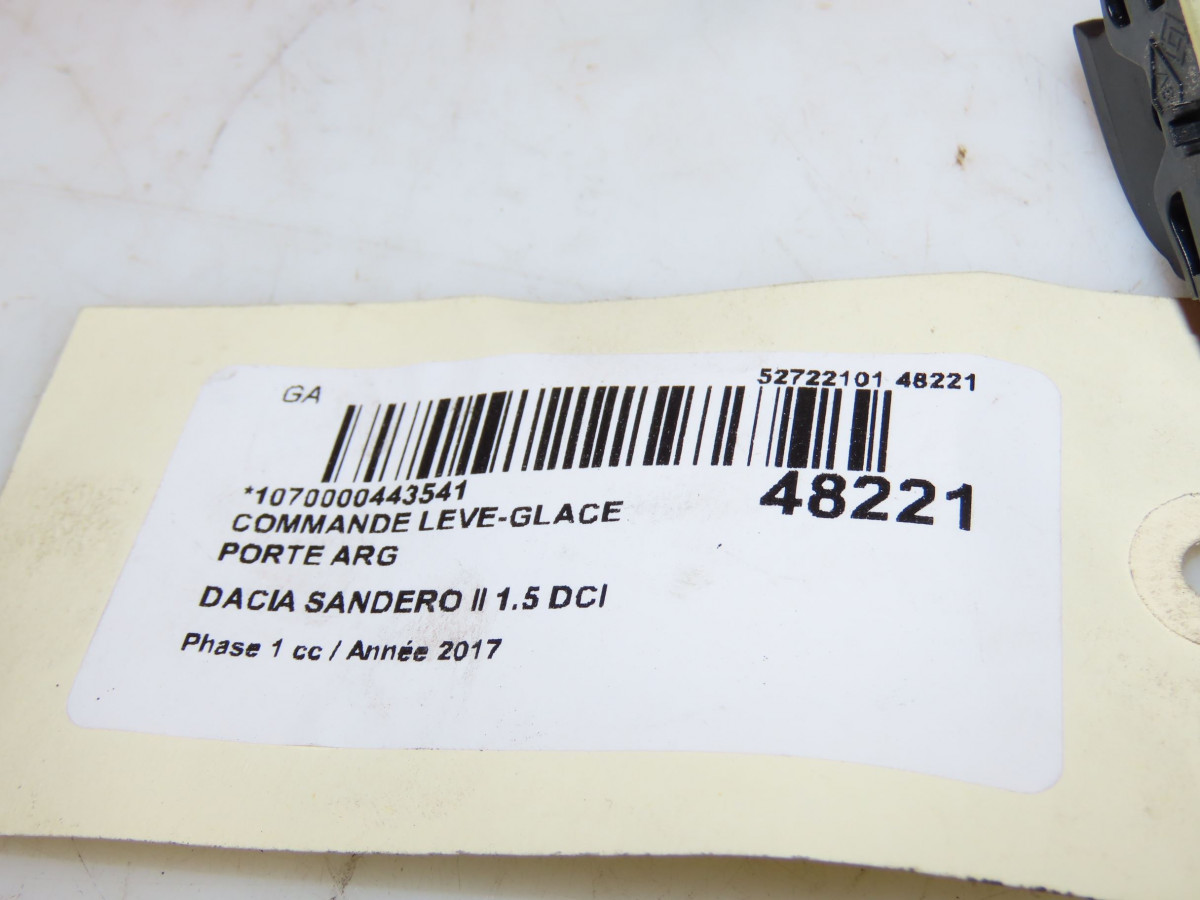 GA
52722101 48221
*1070000443541
48221
COMMANDE LEVE-GLACE
PORTE ARG
DACIA SANDERO II 1.5 DCI
Phase 1 cc / Année 2017